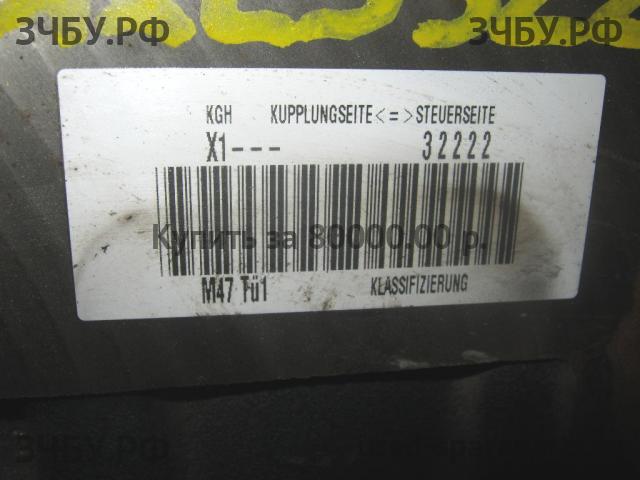 ЗЧБУ.РФ ЗЧБУ.РФ
KGH KUPPLUNGSEITE<=>STEUERSEITE
X1--- 32222
Купить за 80000.00 р.
M47 Tü1 KLASSIFIZIERUNG
ЗЧБУ.РФ ЗЧБУ.РФ